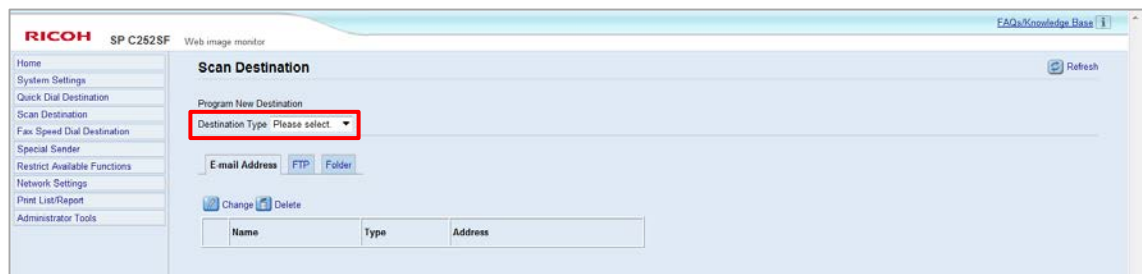 FAQs/Knowledge Base
RICOH SP C252SF Web image monitor
Home
System Settings
Quick Dial Destination
Scan Destination
Fax Speed Dial Destination
Special Sender
Restrict Available Functions
Network Settings
Print List/Report
Administrator Tools
Scan Destination
Refresh
Program New Destination
Destination Type Please select.
E-mail Address FTP Folder
Change Delete
Name Type Address